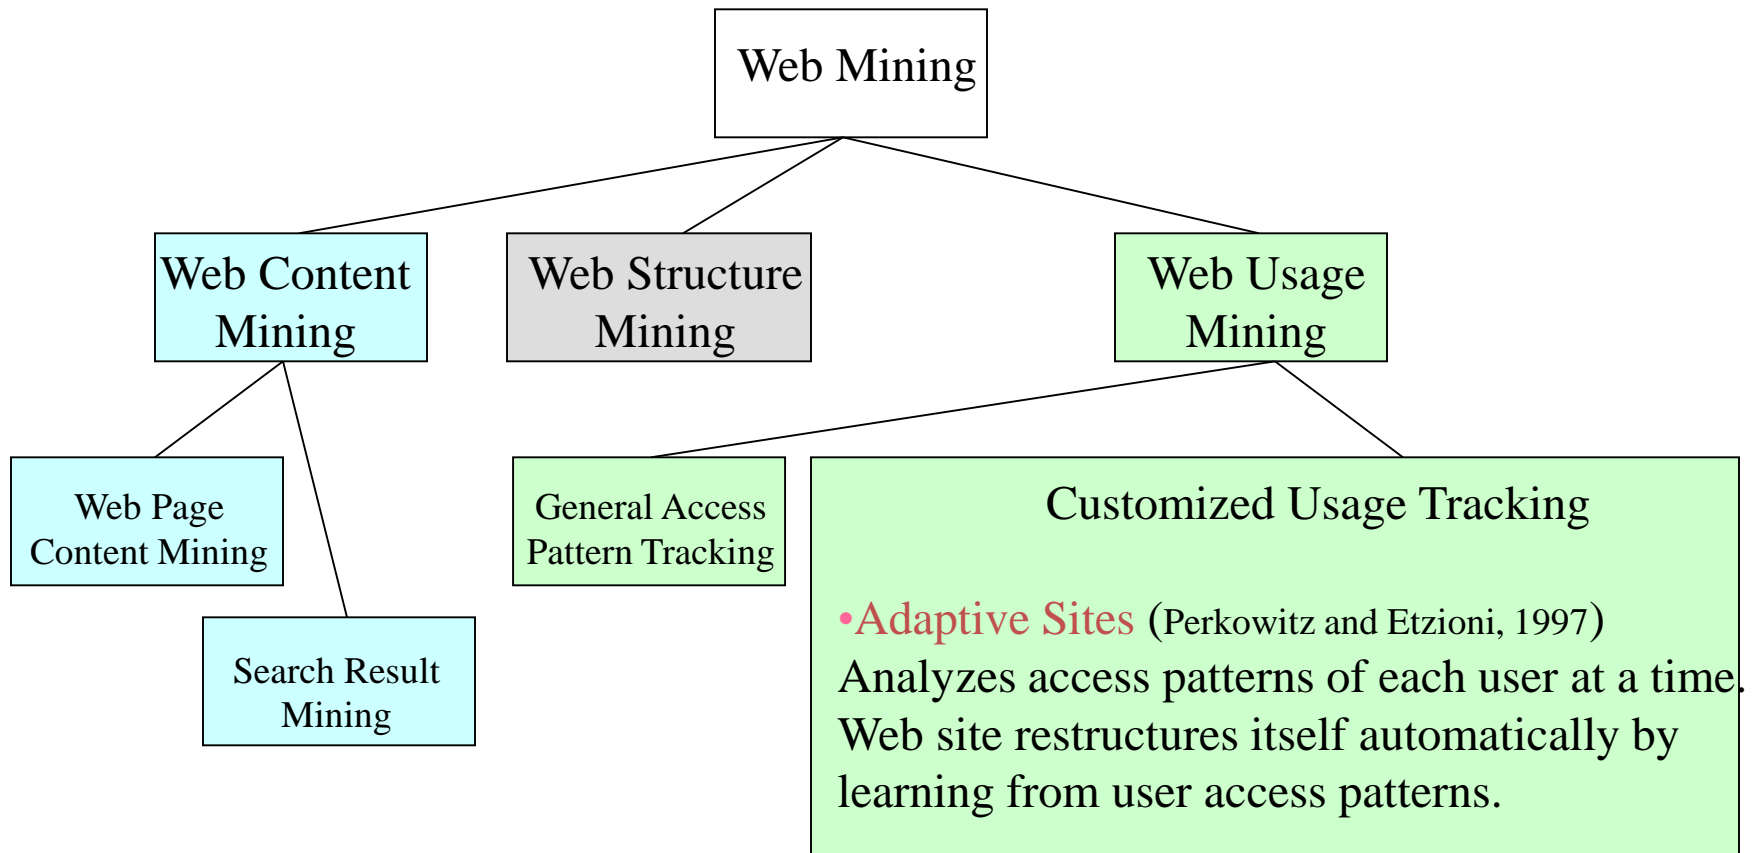 Web Mining
Web Content
Mining
Web Structure
Mining
Web Usage
Mining
Web Page
Content Mining
Search Result
Mining
General Access
Pattern Tracking
Customized Usage Tracking
•Adaptive Sites (Perkowitz and Etzioni, 1997)
Analyzes access patterns of each user at a time.
Web site restructures itself automatically by
learning from user access patterns.